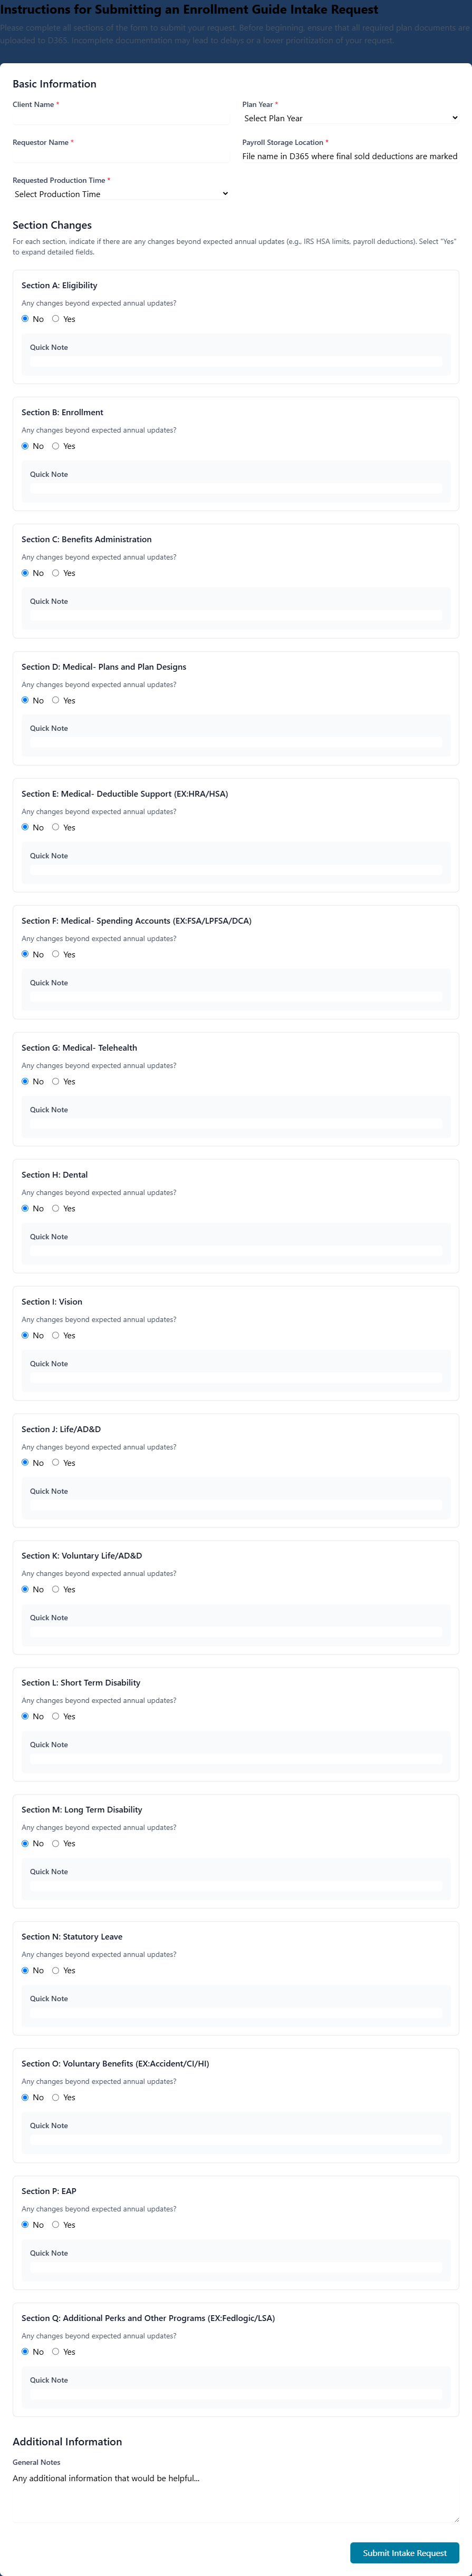 Instructions for Submitting an Enrollment Guide Intake Request
Please complete all sections of the form to submit your request. Before beginning, ensure that all required plan documents are
uploaded to D365. Incomplete documentation may lead to delays or a lower prioritization of your request.
Basic Information
Client Name *
Plan Year *
Select Plan Year
Requestor Name *
Payroll Storage Location *
File name in D365 where final sold deductions are marked
Requested Production Time *
Select Production Time
Section Changes
For each section, indicate if there are any changes beyond expected annual updates (e.g., IRS HSA limits, payroll deductions). Select "Yes"
to expand detailed fields.
Section A: Eligibility
Any changes beyond expected annual updates?
No Yes
Quick Note
Section B: Enrollment
Any changes beyond expected annual updates?
No Yes
Quick Note
Section C: Benefits Administration
Any changes beyond expected annual updates?
No Yes
Quick Note
Section D: Medical- Plans and Plan Designs
Any changes beyond expected annual updates?
No Yes
Quick Note
Section E: Medical- Deductible Support (EX:HRA/HSA)
Any changes beyond expected annual updates?
No Yes
Quick Note
Section F: Medical- Spending Accounts (EX:FSA/LPFSA/DCA)
Any changes beyond expected annual updates?
No Yes
Quick Note
Section G: Medical- Telehealth
Any changes beyond expected annual updates?
No Yes
Quick Note
Section H: Dental
Any changes beyond expected annual updates?
No Yes
Quick Note
Section I: Vision
Any changes beyond expected annual updates?
No Yes
Quick Note
Section J: Life/AD&D
Any changes beyond expected annual updates?
No Yes
Quick Note
Section K: Voluntary Life/AD&D
Any changes beyond expected annual updates?
No Yes
Quick Note
Section L: Short Term Disability
Any changes beyond expected annual updates?
No Yes
Quick Note
Section M: Long Term Disability
Any changes beyond expected annual updates?
No Yes
Quick Note
Section N: Statutory Leave
Any changes beyond expected annual updates?
No Yes
Quick Note
Section O: Voluntary Benefits (EX:Accident/CI/HI)
Any changes beyond expected annual updates?
No Yes
Quick Note
Section P: EAP
Any changes beyond expected annual updates?
No Yes
Quick Note
Section Q: Additional Perks and Other Programs (EX:Fedlogic/LSA)
Any changes beyond expected annual updates?
No Yes
Quick Note
Additional Information
General Notes
Any additional information that would be helpful...
Submit Intake Request